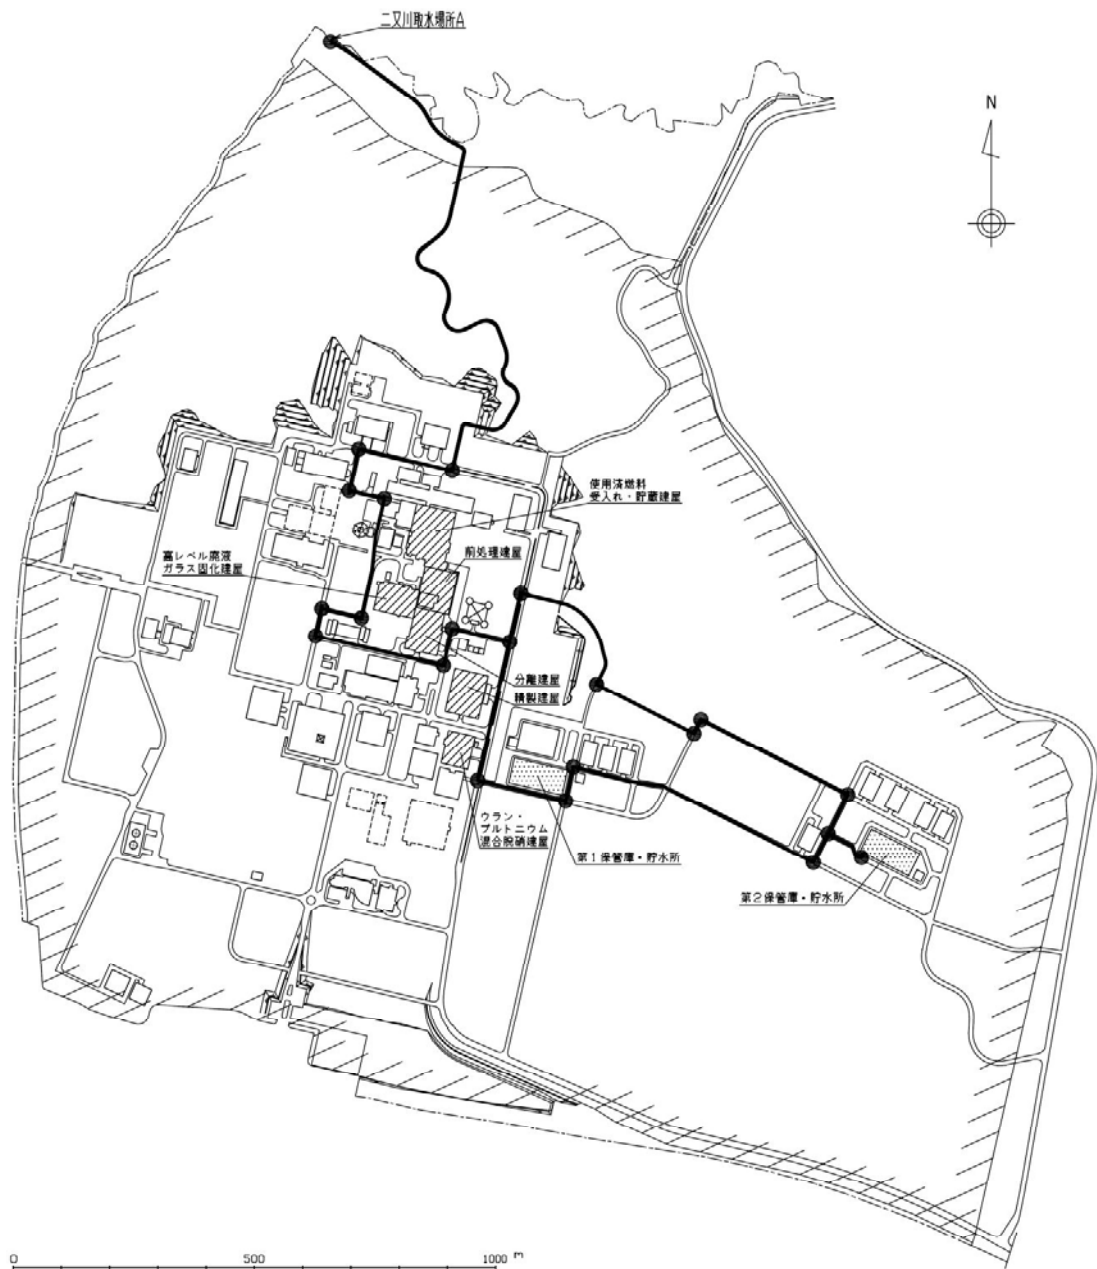 二又川取水場所A
N
使用済燃料
受入れ・貯蔵建屋
前処理建屋
高レベル廃液
ガラス固化建屋
分離建屋
精製建屋
ウラン・
プルトニウム
混合脱硝建屋
第1保管庫・貯水所
第2保管庫・貯水所
0 500 1000 m